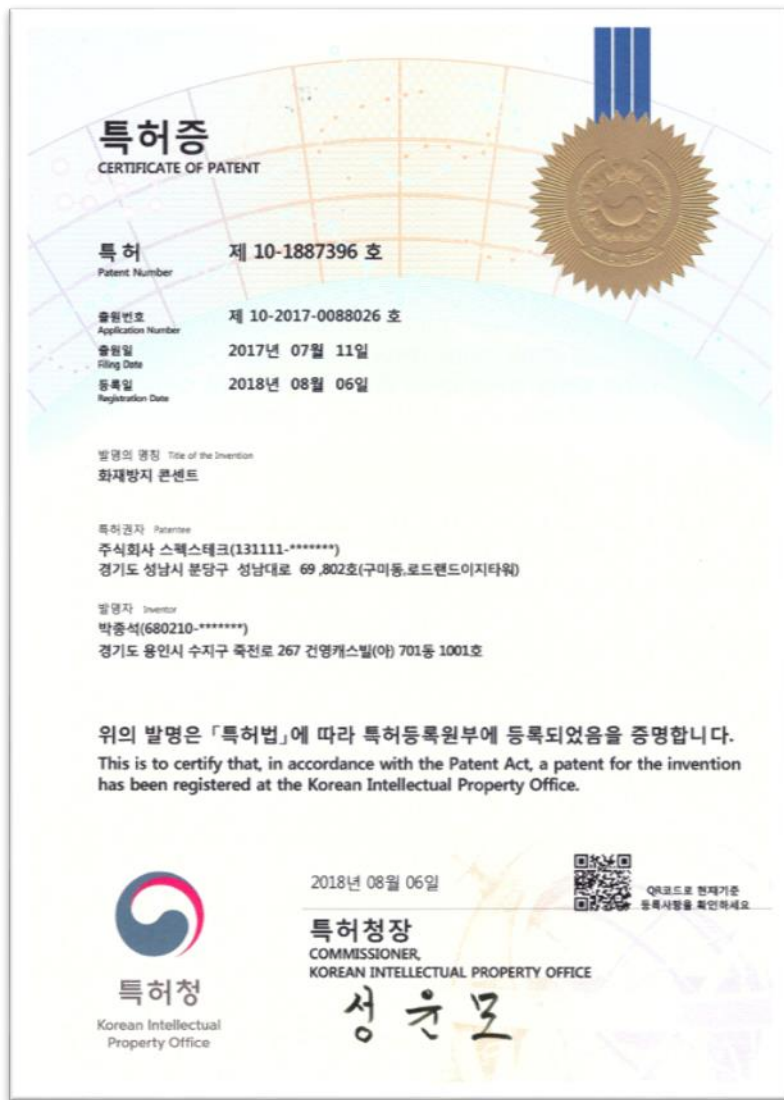 특허증
CERTIFICATE OF PATENT
특 허 제 10-1887396 호
Patent Number
출원번호 제 10-2017-0088026 호
Application Number
출원일 2017년 07월 11일
Filing Date
등록일 2018년 08월 06일
Registration Date
발명의 명칭 Title of the Invention
화재방지 콘센트
특허권자 Patentee
주식회사 스펙스테크(131111-*******)
경기도 성남시 분당구 성남대로 69 ,802호(구미동,로드랜드이지타워)
발명자 Inventor
박중석(680210-*******)
경기도 용인시 수지구 죽전로 267 건영캐스빌(아) 701동 1001호
위의 발명은 「특허법」에 따라 특허등록원부에 등록되었음을 증명합니다.
This is to certify that, in accordance with the Patent Act, a patent for the invention
has been registered at the Korean Intellectual Property Office.
2018년 08월 06일
QR코드로 현재기준
등록사항을 확인하세요
특허청장
COMMISSIONER,
KOREAN INTELLECTUAL PROPERTY OFFICE
성윤모
특허청
Korean Intellectual
Property Office